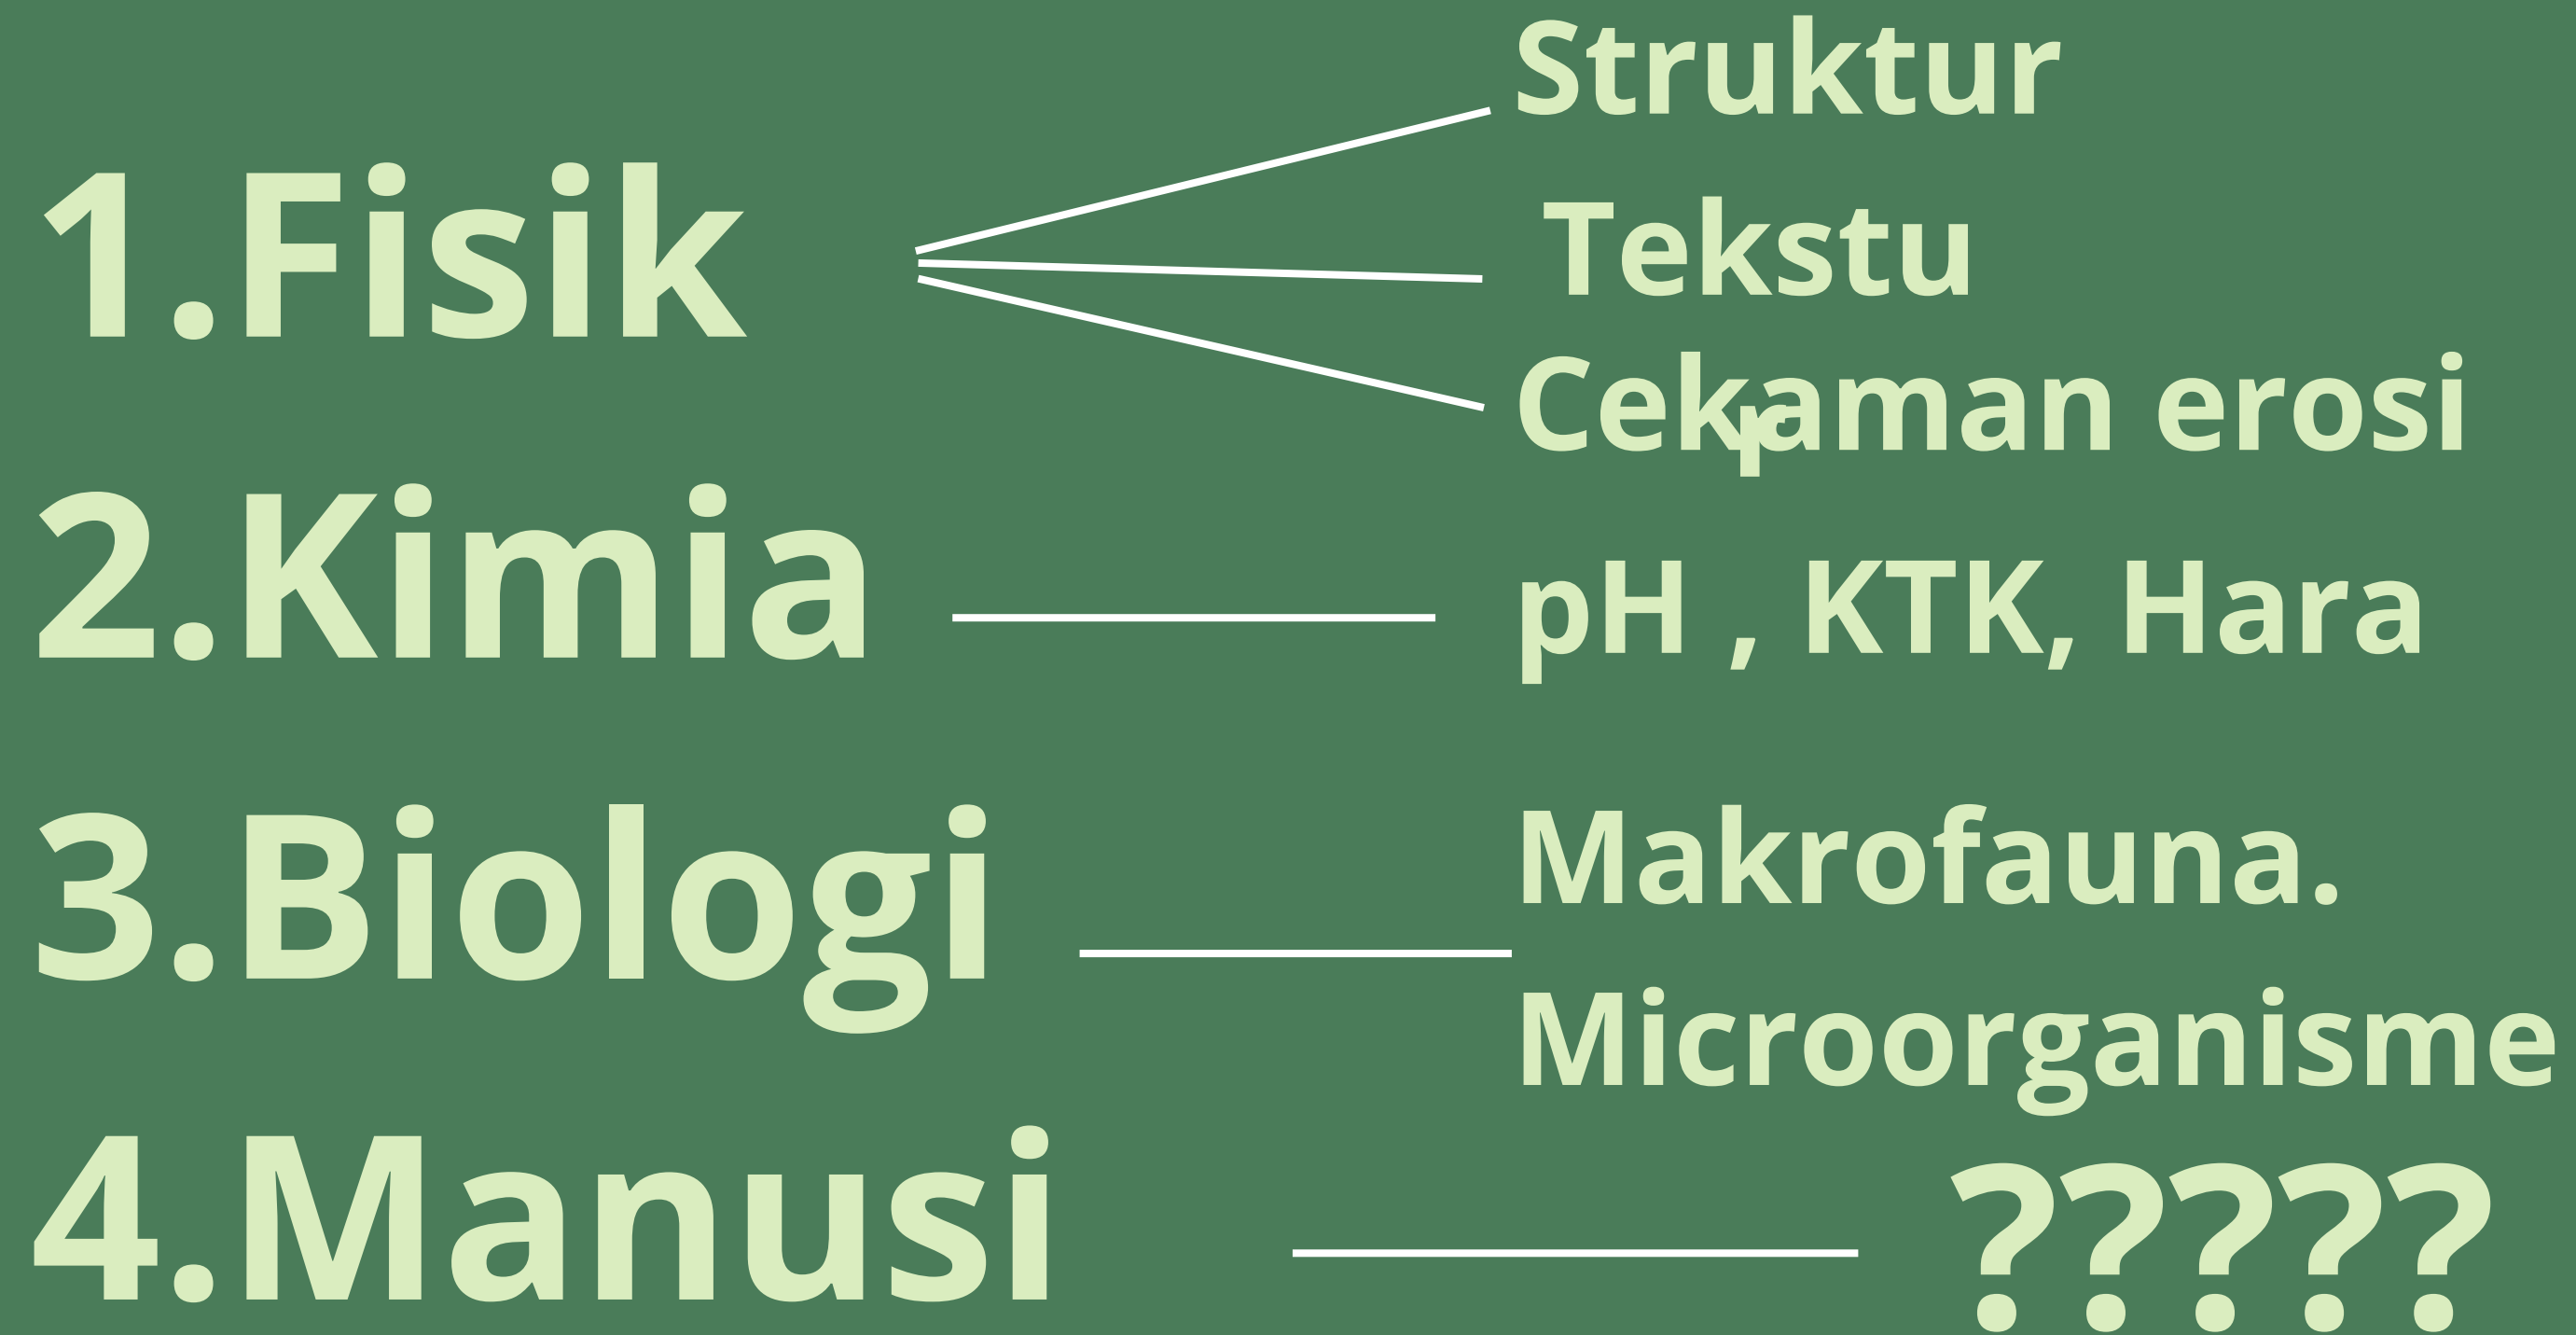 1.Fisik
Struktur
Tekstu
r
Cekaman erosi
2.Kimia
pH , KTK, Hara
3.Biologi
Makrofauna.
Microorganisme
4.Manusi
?????